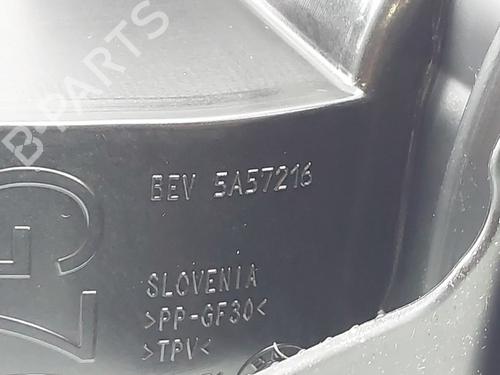 B-PARTS
BEV 5A57216
SLOVENIA
>PP-GF30<
>TPV<